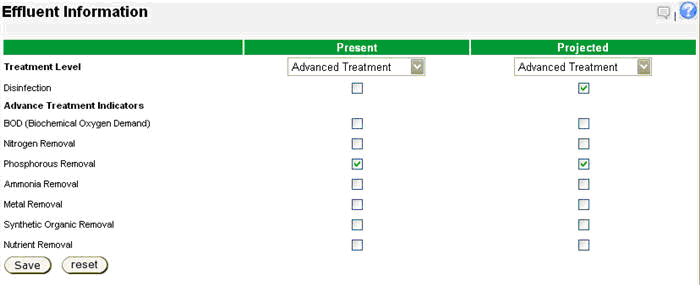 Effluent Information
Present Projected
Treatment Level Advanced Treatment Advanced Treatment
Disinfection
Advance Treatment Indicators
BOD (Biochemical Oxygen Demand)
Nitrogen Removal
Phosphorous Removal
Ammonia Removal
Metal Removal
Synthetic Organic Removal
Nutrient Removal
Save reset